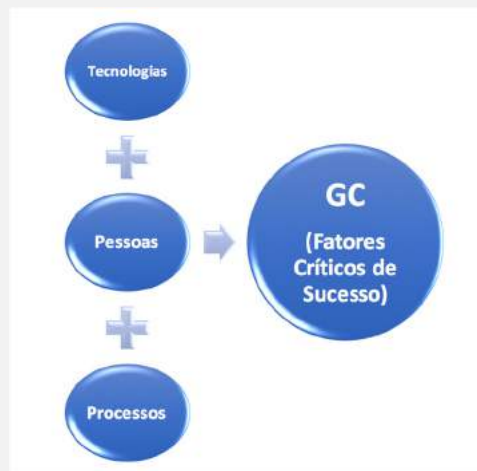 Tecnologias
Pessoas
Processos
GC
(Fatores
Críticos de
Sucesso)